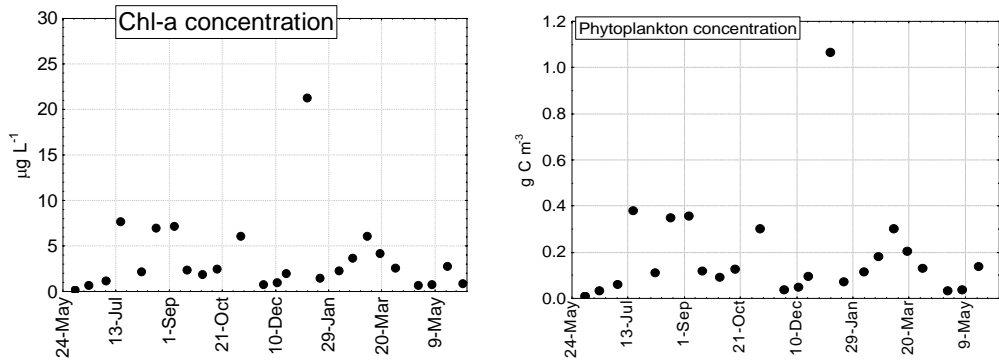 Chl-a concentration
30
25
20
15
10
5
0
µg L-1
24-May
13-Jul
1-Sep
21-Oct
10-Dec
29-Jan
20-Mar
9-May
Phytoplankton concentration
1.2
1.0
0.8
0.6
0.4
0.2
0.0
g C m-3
24-May
13-Jul
1-Sep
21-Oct
10-Dec
29-Jan
20-Mar
9-May